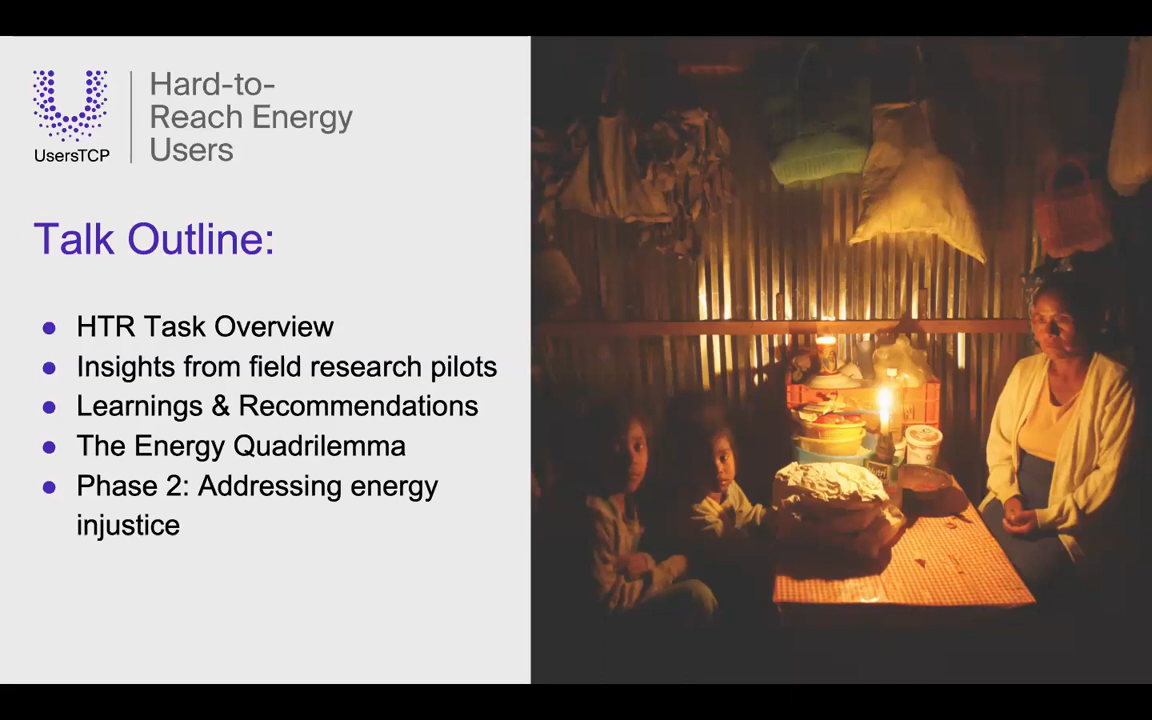 Hard-to-
Reach Energy
Users
UsersTCP
Talk Outline:
• HTR Task Overview
• Insights from field research pilots
• Learnings & Recommendations
• The Energy Quadrilemma
• Phase 2: Addressing energy
injustice